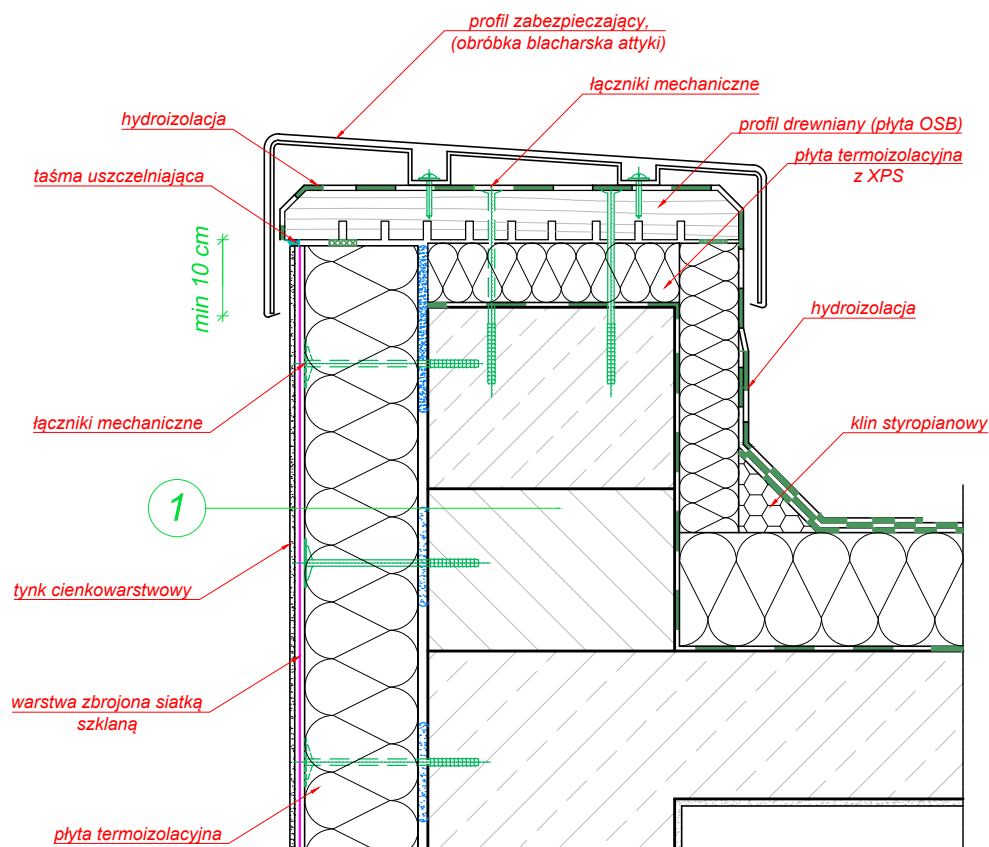 profil zabezpieczający,
(obróbka blacharska attyki)
łączniki mechaniczne
hydroizolacja
profil drewniany (płyta OSB)
płyta termoizolacyjna
z XPS
taśma uszczelniająca
min 10 cm
hydroizolacja
łączniki mechaniczne
klin styropianowy
1
tynk cienkowarstwowy
warstwa zbrojona siatką
szklaną
płyta termoizolacyjna